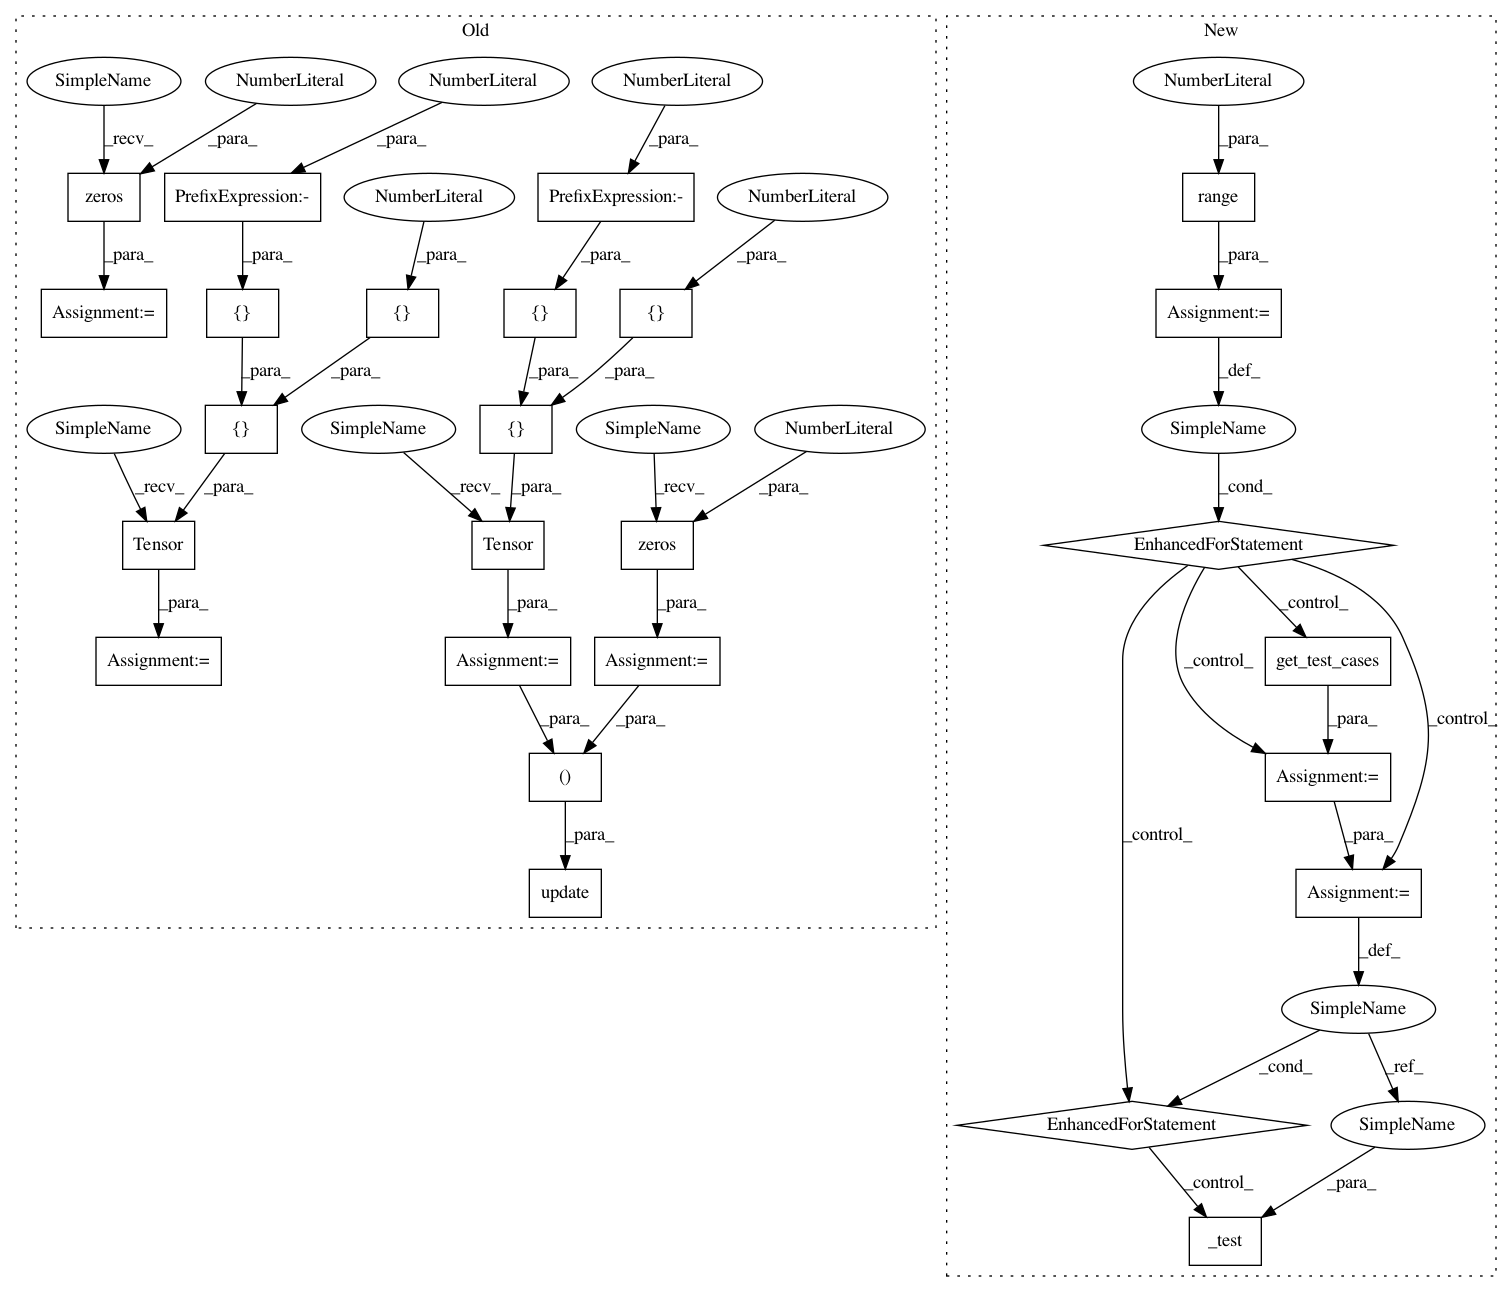 Old
New
SimpleName
NumberLiteral
NumberLiteral
NumberLiteral
NumberLiteral
_recv_
_para_
_para_
_para_
_para_
zeros
PrefixExpression:-
NumberLiteral
PrefixExpression:-
NumberLiteral
range
_para_
_para_
_para_
_para_
_para_
_para_
Assignment:=
{}
{}
{}
{}
Assignment:=
_para_
_para_
_para_
_para_
_def_
SimpleName
{}
SimpleName
{}
SimpleName
NumberLiteral
SimpleName
_recv_
_para_
_recv_
_para_
_recv_
_para_
_cond_
Tensor
Tensor
zeros
EnhancedForStatement
_para_
_para_
_para_
_control_
Assignment:=
Assignment:=
Assignment:=
get_test_cases
_control_
_para_
_para_
_para_
_control_
()
Assignment:=
_para_
_control_
_para_
update
Assignment:=
_def_
SimpleName
_cond_
_ref_
EnhancedForStatement
SimpleName
_control_
_para_
_test